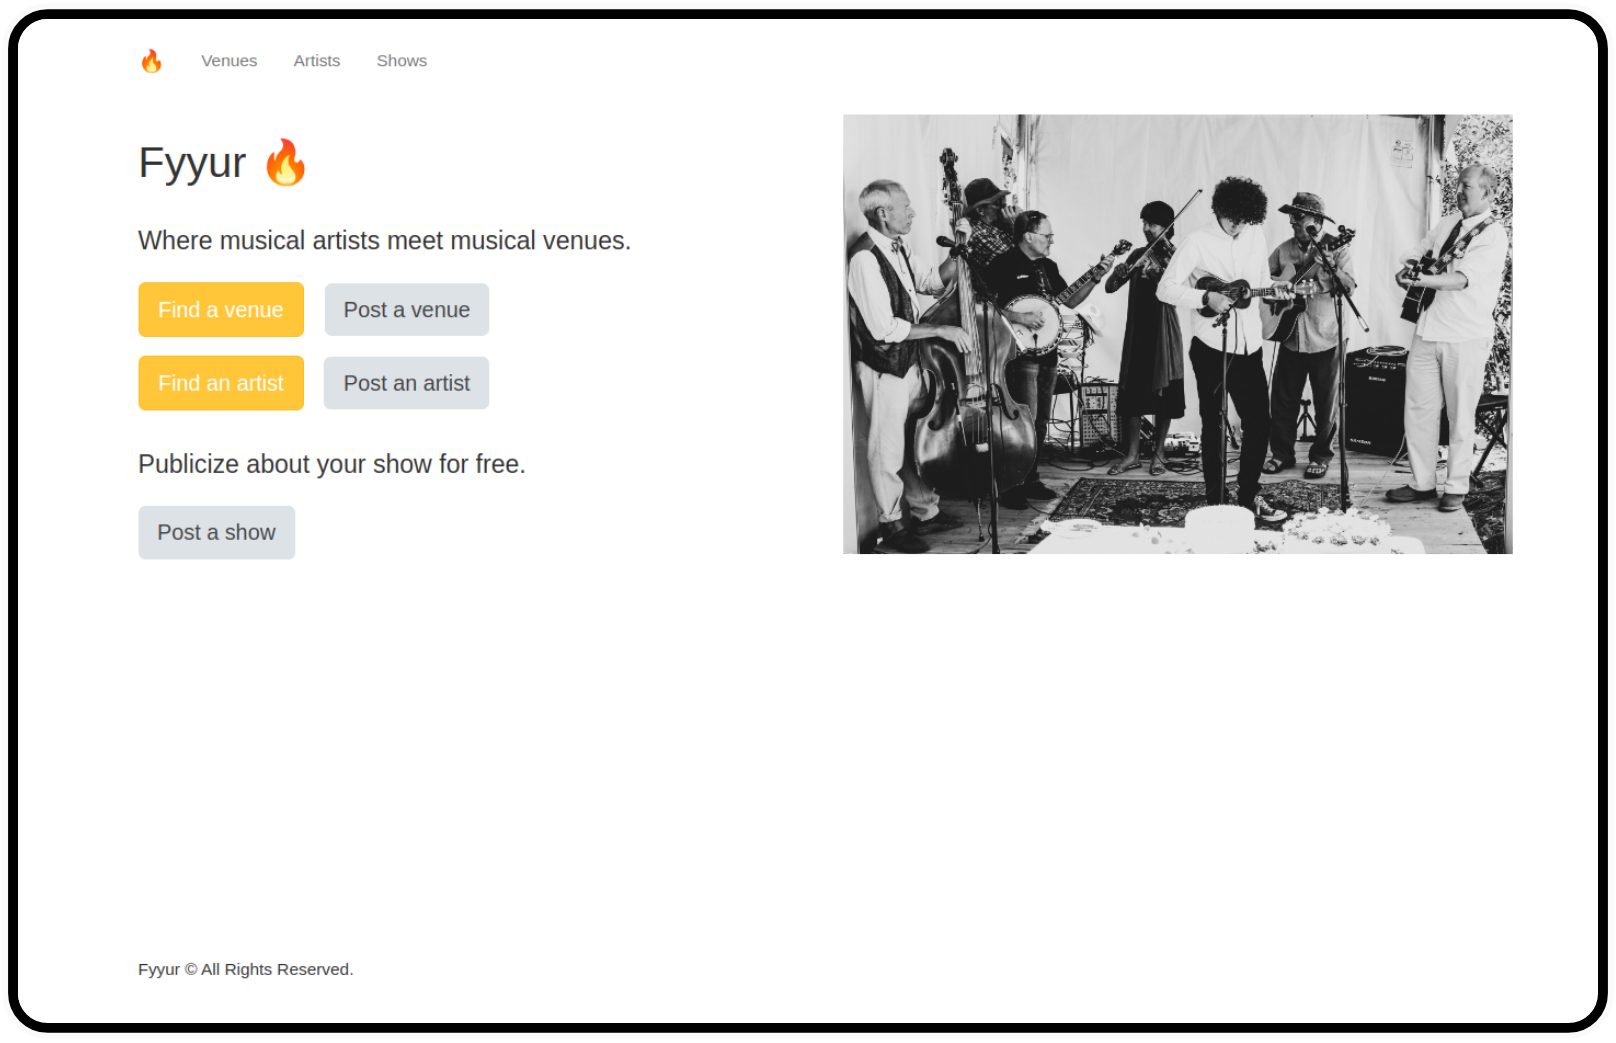 🔥 Venues Artists Shows
Fyyur 🔥
Where musical artists meet musical venues.
Find a venue Post a venue
Find an artist Post an artist
Publicize about your show for free.
Post a show
Fyyur © All Rights Reserved.